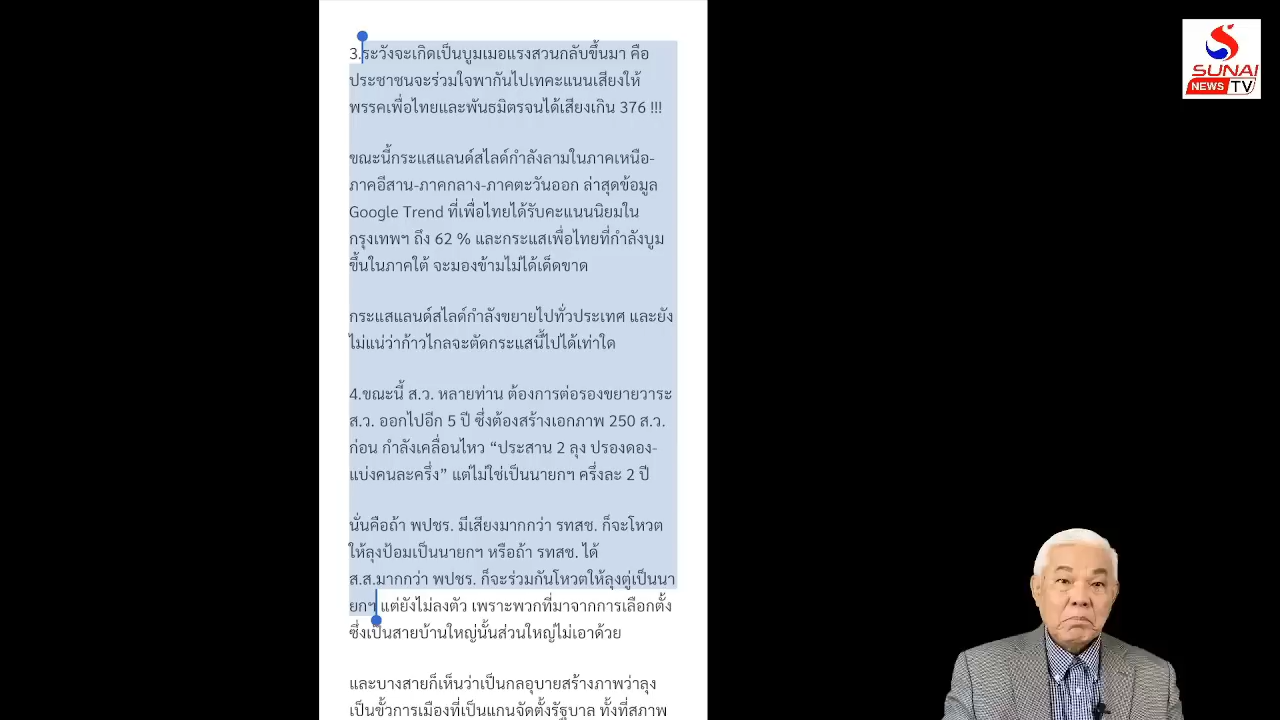 3.ระวังจะเกิดเป็นบูมเมอแรงสวนกลับขึ้นมา คือ
ประชาชนจะร่วมใจพากันไปเทคะแนนเสียงให้
พรรคเพื่อไทยและพันธมิตรจนได้เสียงเกิน 376 !!!
ขณะนี้กระแสแลนด์สไลด์กำลังลามในภาคเหนือ-
ภาคอีสาน-ภาคกลาง-ภาคตะวันออก ล่าสุดข้อมูล
Google Trend ที่เพื่อไทยได้รับคะแนนนิยมใน
กรุงเทพฯ ถึง 62 % และกระแสเพื่อไทยที่กำลังบูม
ขึ้นในภาคใต้ จะมองข้ามไม่ได้เด็ดขาด
กระแสแลนด์สไลด์กำลังขยายไปทั่วประเทศ และยัง
ไม่แน่ว่าก้าวไกลจะตัดกระแสนี้ไปได้เท่าใด
4.ขณะนี้ ส.ว. หลายท่าน ต้องการต่อรองขยายวาระ
ส.ว. ออกไปอีก 5 ปี ซึ่งต้องสร้างเอกภาพ 250 ส.ว.
ก่อน กำลังเคลื่อนไหว “ประสาน 2 ลุง ปรองดอง-
แบ่งคนละครึ่ง” แต่ไม่ใช่เป็นนายกฯ ครึ่งละ 2 ปี
นั่นคือถ้า พปชร. มีเสียงมากกว่า รทสช. ก็จะโหวต
ให้ลุงป้อมเป็นนายกฯ หรือถ้า รทสช. ได้
ส.ส.มากกว่า พปชร. ก็จะร่วมกันโหวตให้ลุงตู่เป็นนา
ยกฯ แต่ยังไม่ลงตัว เพราะพวกที่มาจากการเลือกตั้ง
ซึ่งเป็นสายบ้านใหญ่นั้นส่วนใหญ่ไม่เอาด้วย
และบางสายก็เห็นว่าเป็นกลอุบายสร้างภาพว่าลุง
เป็นขั้วการเมืองที่เป็นแกนจัดตั้งรัฐบาล ทั้งที่สภาพ
SUNAI
NEWS TV